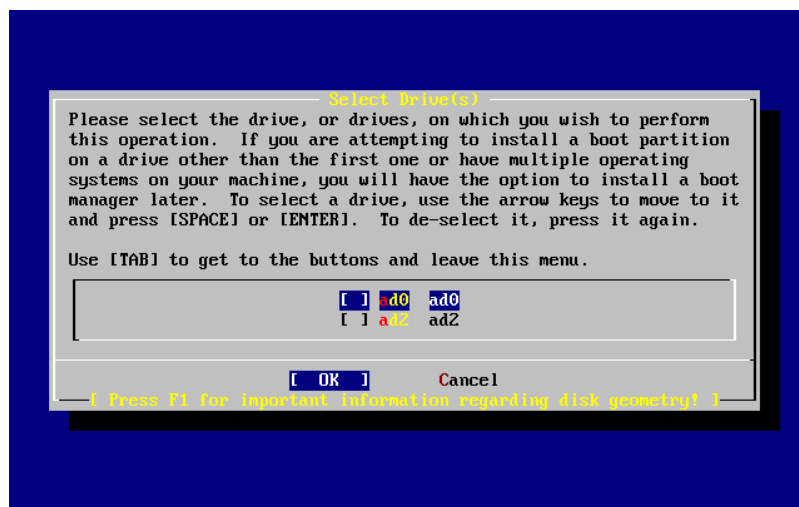 Select Drive(s)
Please select the drive, or drives, on which you wish to perform
this operation.  If you are attempting to install a boot partition
on a drive other than the first one or have multiple operating
systems on your machine, you will have the option to install a boot
manager later.  To select a drive, use the arrow keys to move to it
and press [SPACE] or [ENTER].  To de-select it, press it again.
Use [TAB] to get to the buttons and leave this menu.
[ ] ad0  ad0
[ ] ad2  ad2
[  OK  ]  Cancel
[ Press F1 for important information regarding disk geometry! ]